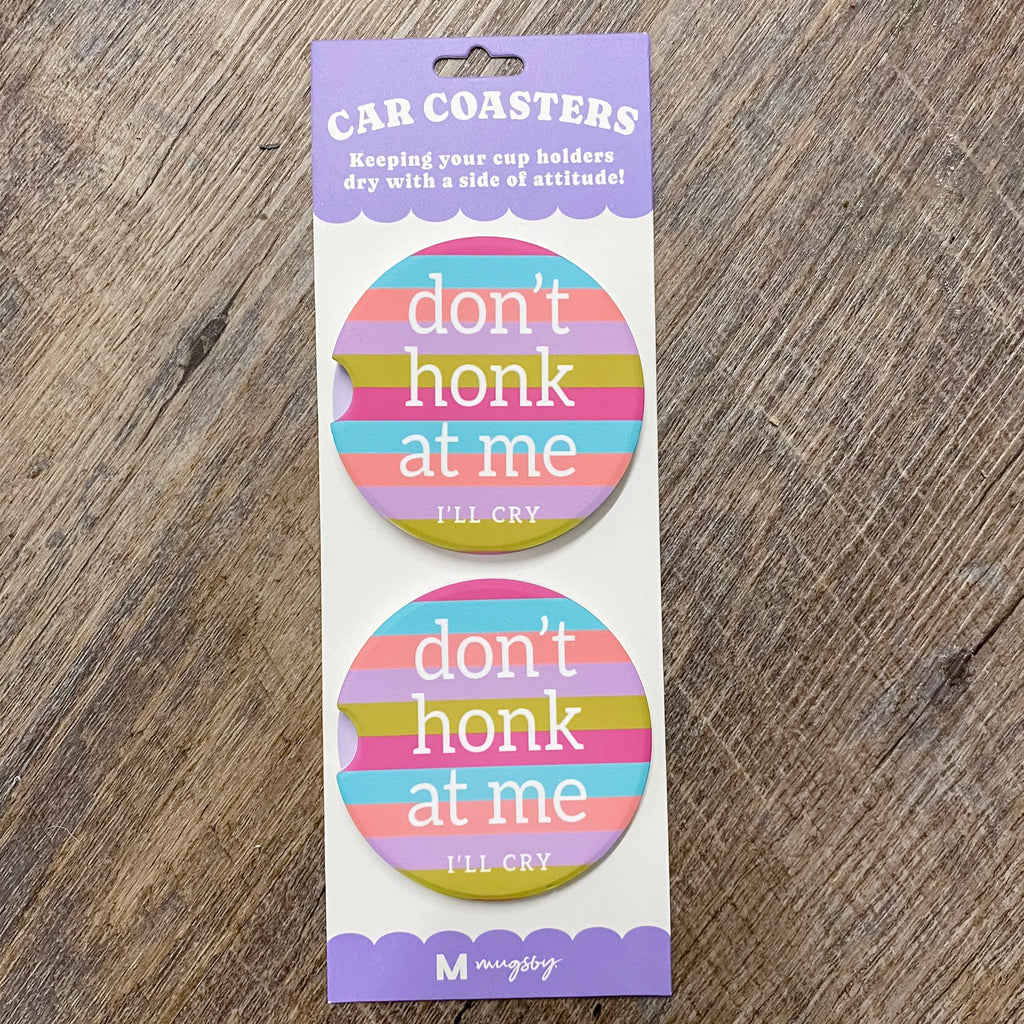 CAR COASTERS
Keeping your cup holders
dry with a side of attitude!
don't
honk
at me
I'LL CRY
don't
honk
at me
I'LL CRY
M mugsby.